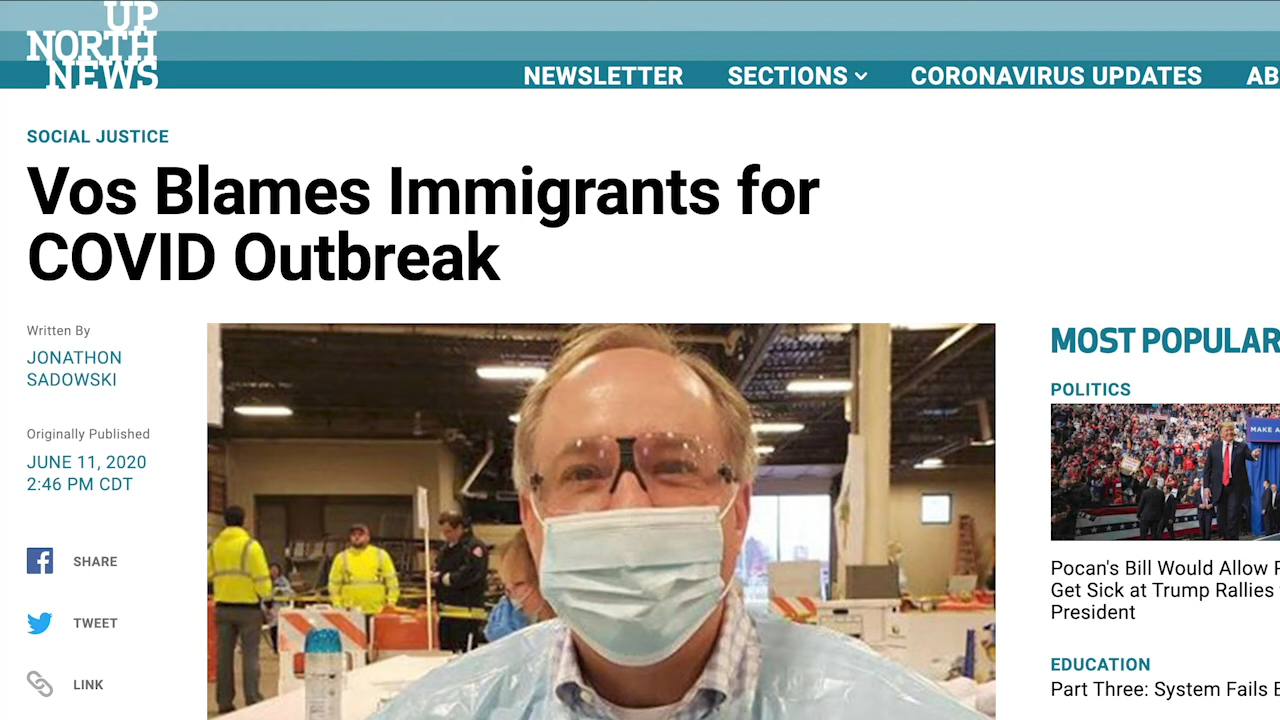 UP
NORTH
NEWS
NEWSLETTER SECTIONS CORONAVIRUS UPDATES AB
SOCIAL JUSTICE
Vos Blames Immigrants for
COVID Outbreak
Written By
JONATHON
SADOWSKI
Originally Published
JUNE 11, 2020
2:46 PM CDT
SHARE
TWEET
LINK
MOST POPULAR
POLITICS
MAKE A
Pocan's Bill Would Allow
Get Sick at Trump Rallies
President
EDUCATION
Part Three: System Fails